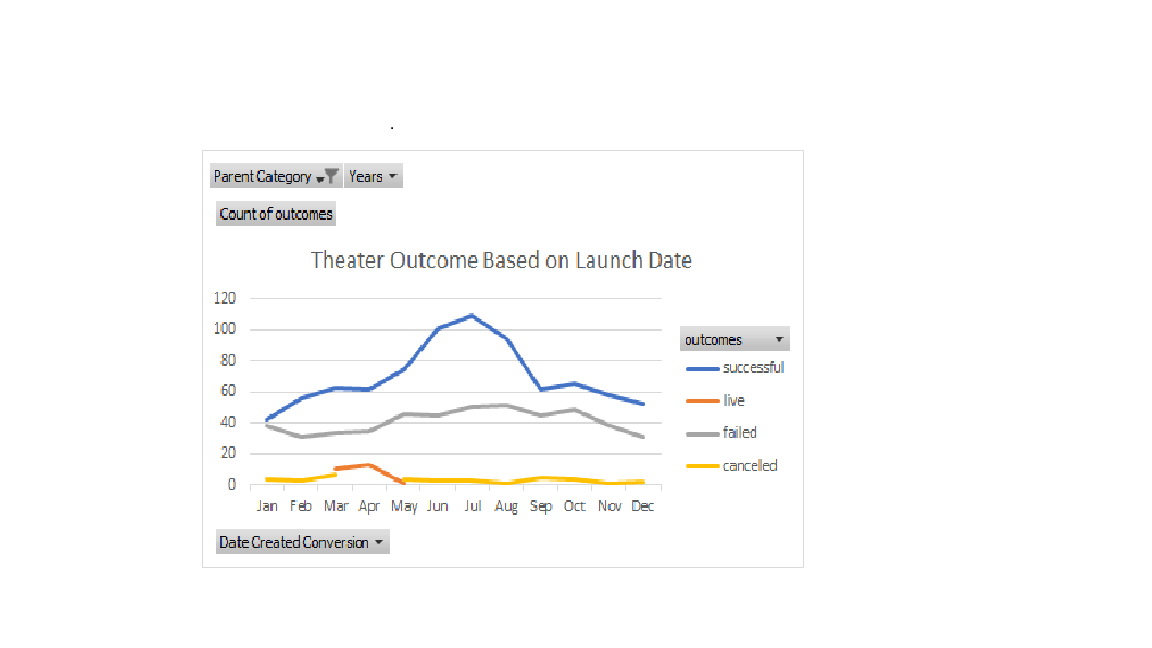 .
Parent Category Years
Count of outcomes
Theater Outcome Based on Launch Date
120
100
80
60
40
20
0
Jan Feb Mar Apr May Jun Jul Aug Sep Oct Nov Dec
outcomes
successful
live
failed
cancelled
Date Created Conversion